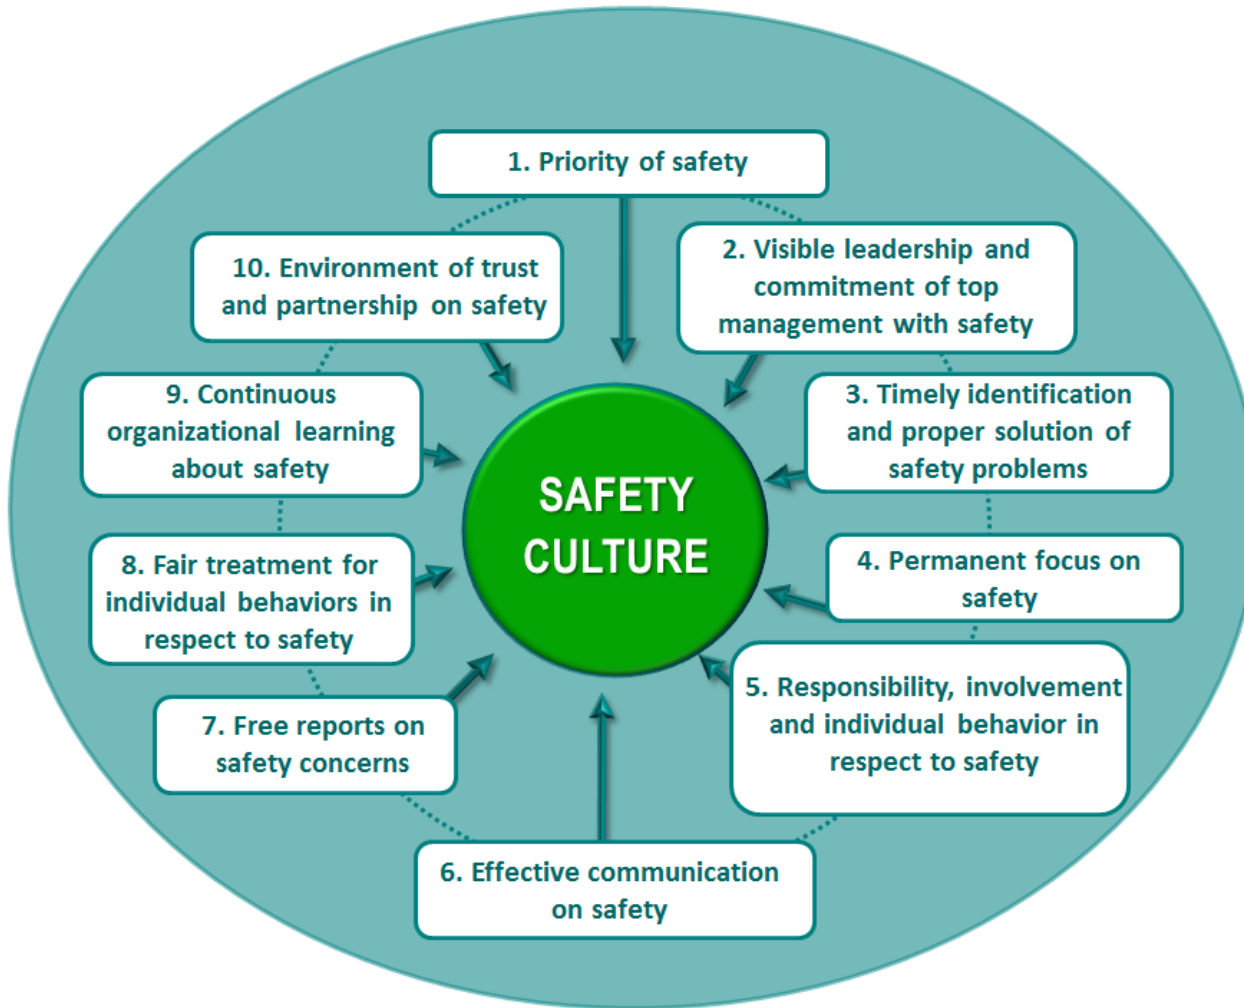 1. Priority of safety
2. Visible leadership and
commitment of top
management with safety
3. Timely identification
and proper solution of
safety problems
4. Permanent focus on
safety
5. Responsibility, involvement
and individual behavior in
respect to safety
6. Effective communication
on safety
7. Free reports on
safety concerns
8. Fair treatment for
individual behaviors in
respect to safety
9. Continuous
organizational learning
about safety
10. Environment of trust
and partnership on safety
SAFETY
CULTURE